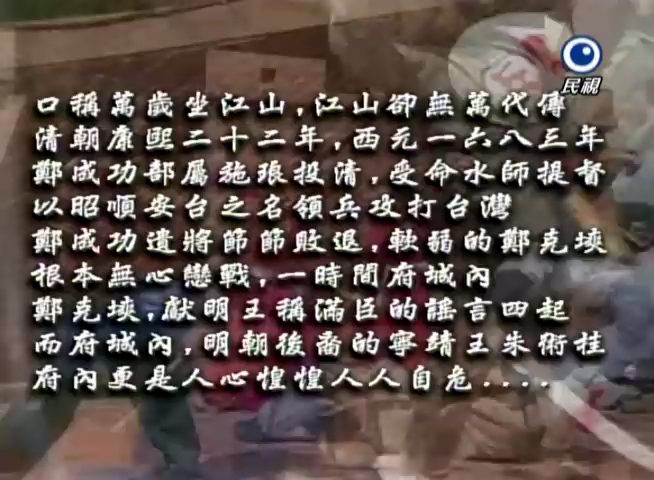 民視
口稱萬歲坐江山,江山卻無萬代傳
清朝康熙二十二年,西元一六八三年
鄭成功部屬施琅投清,受命水師提督
以昭順安台之名領兵攻打台灣
鄭成功遺將節節敗退,軟弱的鄭克塽
根本無心戀戰,一時間府城內
鄭克塽,獻明王稱滿臣的謠言四起
而府城內,明朝後裔的寧靖王朱術桂
府內更是人心惶惶人人自危....